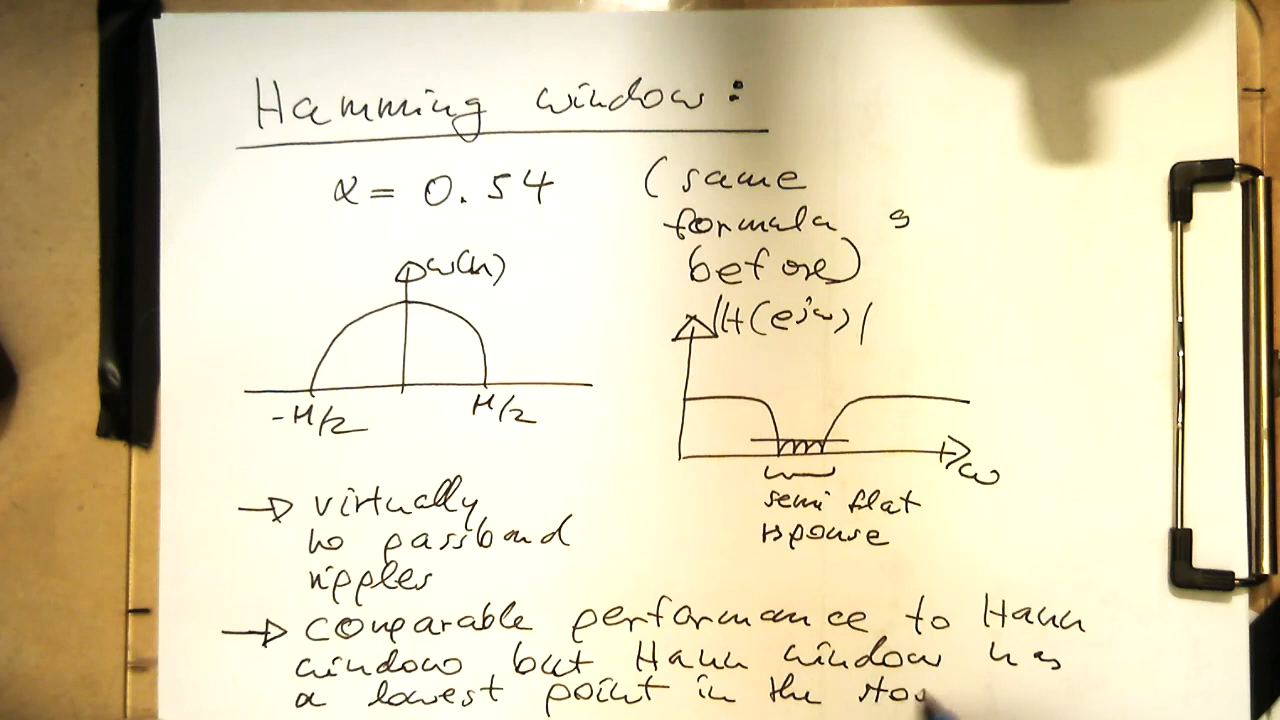 Hamming window:
α = 0.54
(same
formula as
before)
w(n)
-M/2
M/2
|H(e^jω)|
ω
semi flat
rsponse
→ virtually
no passband
ripples
→ comparable performance to Hann
window but Hann window has
a lowest point in the